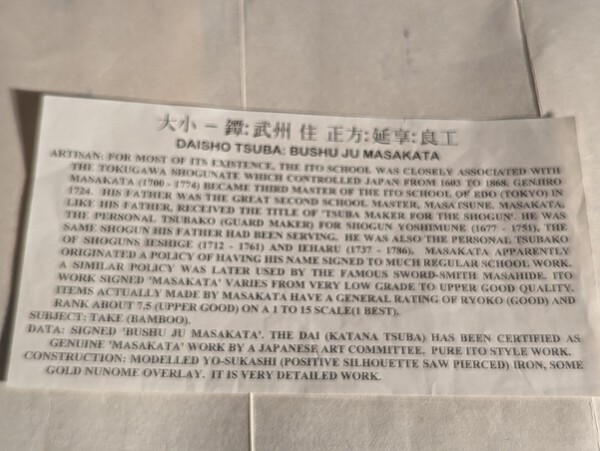 大小 - 鐔: 武州 住 正方: 延享: 良工
DAISHO TSUBA: BUSHU JU MASAKATA
ARTISAN: FOR MOST OF ITS EXISTENCE, THE ITO SCHOOL WAS CLOSELY ASSOCIATED WITH
THE TOKUGAWA SHOGUNATE WHICH CONTROLLED JAPAN FROM 1603 TO 1868. GENJIRO
MASAKATA (1700 - 1774) BECAME THIRD MASTER OF THE ITO SCHOOL OF EDO (TOKYO) IN
1724. HIS FATHER WAS THE GREAT SECOND SCHOOL MASTER, MASATSUNE. MASAKATA,
LIKE HIS FATHER, RECEIVED THE TITLE OF 'TSUBA MAKER FOR THE SHOGUN'. HE WAS
THE PERSONAL TSUBAKO (GUARD MAKER) FOR SHOGUN YOSHIMUNE (1677 - 1751), THE
SAME SHOGUN HIS FATHER HAD BEEN SERVING. HE WAS ALSO THE PERSONAL TSUBAKO
OF SHOGUNS IESHIGE (1712 - 1761) AND IEHARU (1737 - 1786). MASAKATA APPARENTLY
ORIGINATED A POLICY OF HAVING HIS NAME SIGNED TO MUCH REGULAR SCHOOL WORK.
A SIMILAR POLICY WAS LATER USED BY THE FAMOUS SWORD-SMITH MASAHIDE. ITO
WORK SIGNED 'MASAKATA' VARIES FROM VERY LOW GRADE TO UPPER GOOD QUALITY.
ITEMS ACTUALLY MADE BY MASAKATA HAVE A GENERAL RATING OF RYOKO (GOOD) AND
RANK ABOUT 7.5 (UPPER GOOD) ON A 1 TO 15 SCALE(1 BEST).
SUBJECT: TAKE (BAMBOO).
DATA: SIGNED 'BUSHU JU MASAKATA'. THE DAI (KATANA TSUBA) HAS BEEN CERTIFIED AS
GENUINE 'MASAKATA' WORK BY A JAPANESE ART COMMITTEE. PURE ITO STYLE WORK.
CONSTRUCTION: MODELLED YO-SUKASHI (POSITIVE SILHOUETTE SAW PIERCED) IRON, SOME
GOLD NUNOME OVERLAY. IT IS VERY DETAILED WORK.